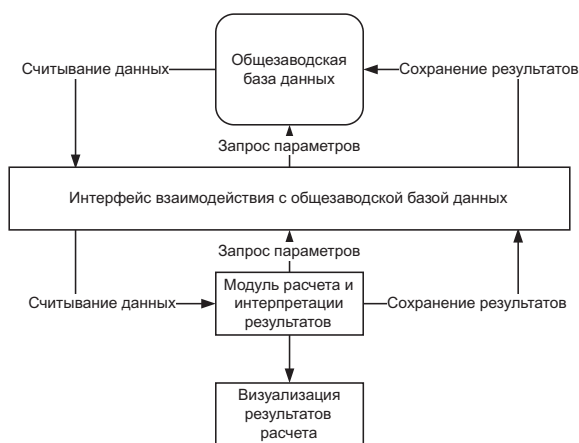 Общезаводская
база данных
Считывание данных
Сохранение результатов
Запрос параметров
Интерфейс взаимодействия с общезаводской базой данных
Запрос параметров
Модуль расчета и
интерпретации
результатов
Считывание данных
Сохранение результатов
Визуализация
результатов
расчета